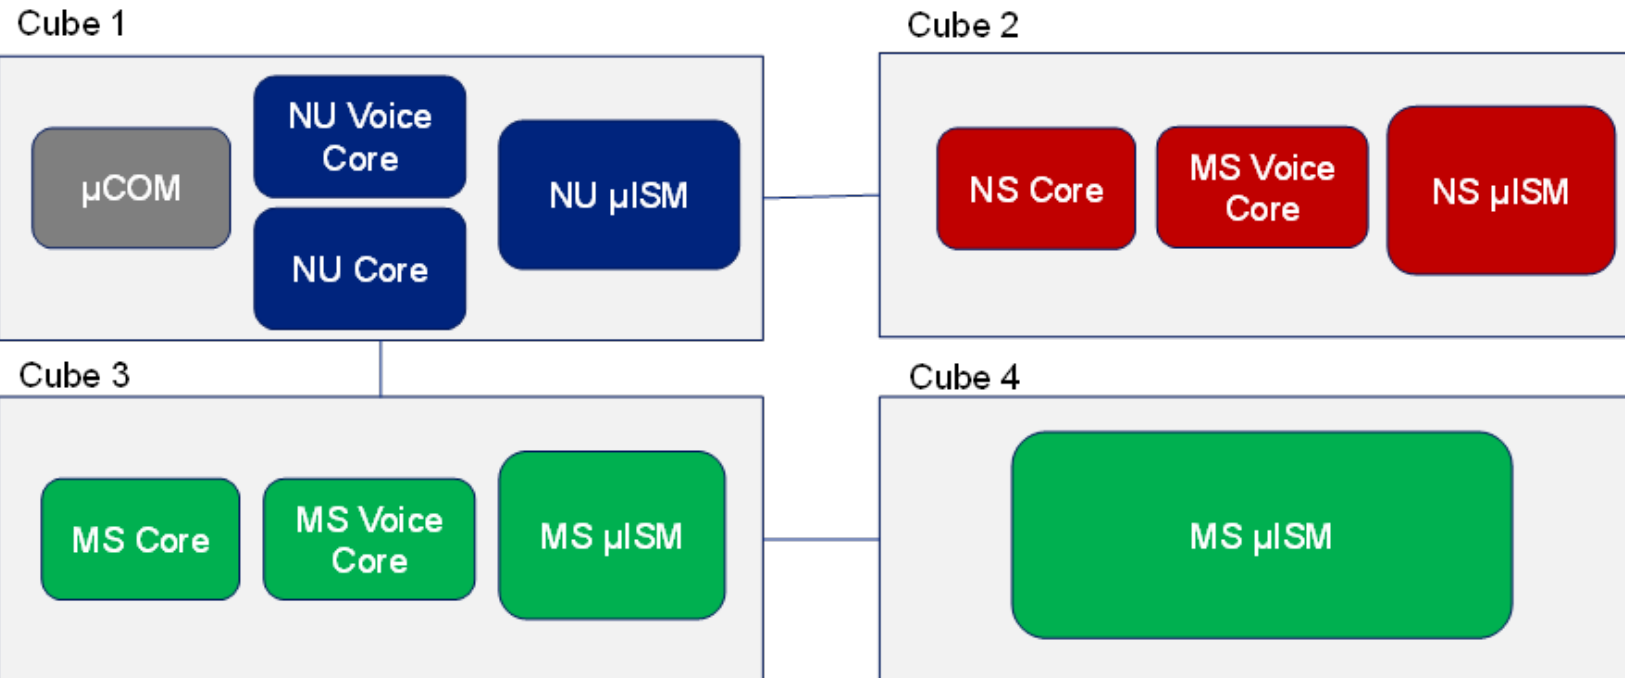 Cube 1
µCOM
NU Voice
Core
NU Core
NU µISM
Cube 2
NS Core
MS Voice
Core
NS µISM
Cube 3
MS Core
MS Voice
Core
MS µISM
Cube 4
MS µISM